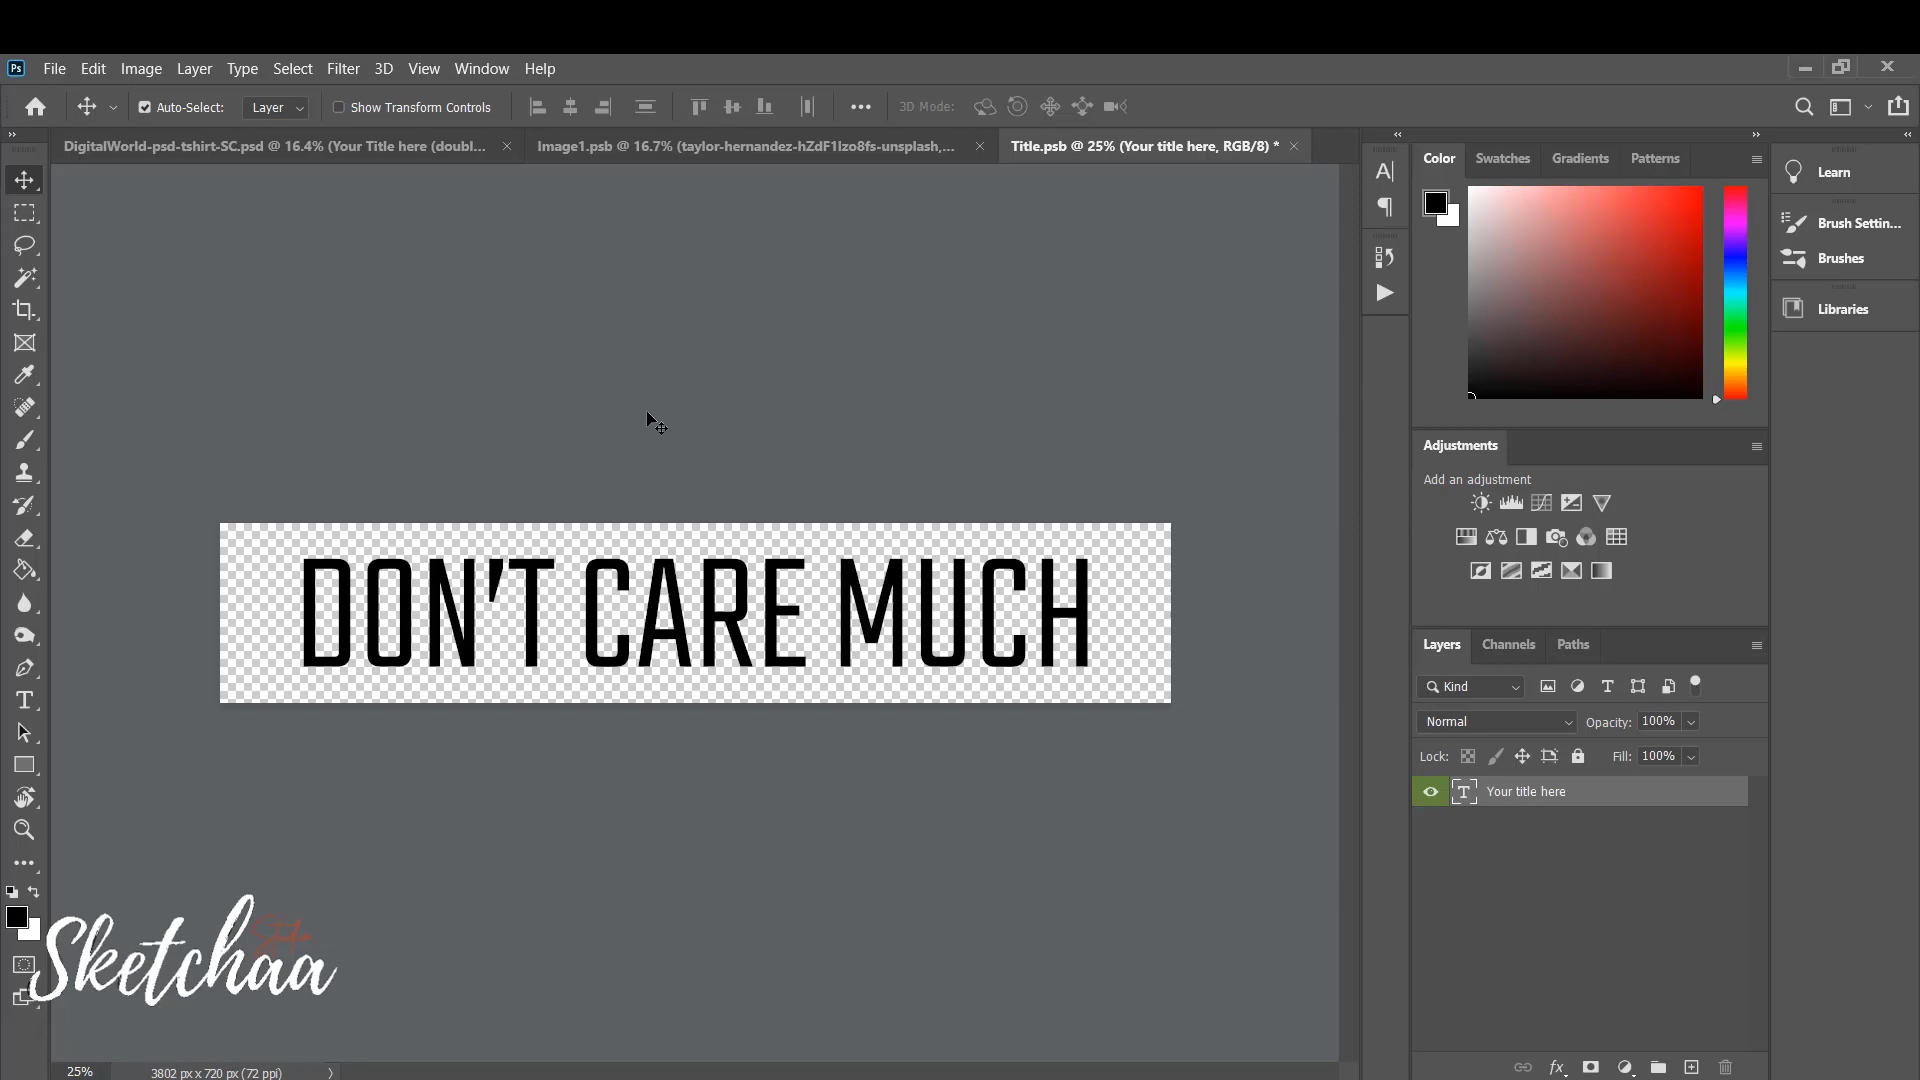 Ps File Edit Image Layer Type Select Filter 3D View Window Help
Auto-Select: Layer Show Transform Controls 3D Mode:
DigitalWorld-psd-tshirt-SC.psd @ 16.4% (Your Title here (doubl... Image1.psb @ 16.7% (taylor-hernandez-hZdF1lzo8fs-unsplash,... Title.psb @ 25% (Your title here, RGB/8) *
Color Swatches Gradients Patterns
Learn
Brush Settin...
Brushes
Libraries
Adjustments
Add an adjustment
DON'T CARE MUCH
Layers Channels Paths
Kind
Normal Opacity: 100%
Lock: Fill: 100%
Your title here
Studio
Sketchaa
25% 3802 px x 720 px (72 ppi)